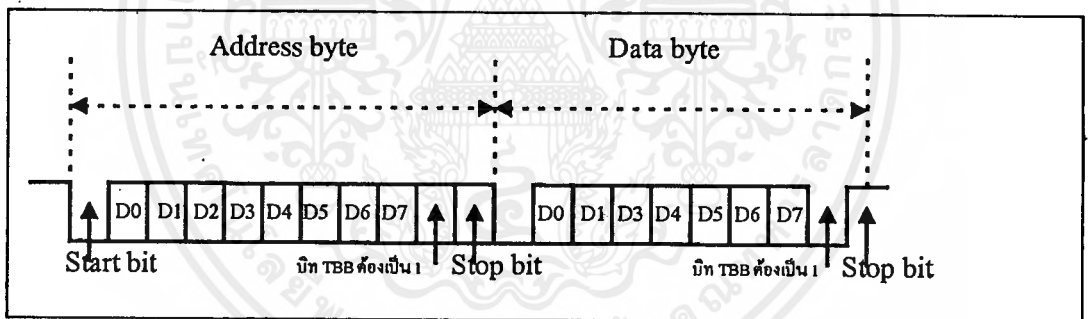 Address byte Data byte
D0 D1 D2 D3 D4 D5 D6 D7 D0 D1 D3 D4 D5 D6 D7
Start bit บิท TBB ต้องเป็น 1 Stop bit บิท TBB ต้องเป็น 1 Stop bit